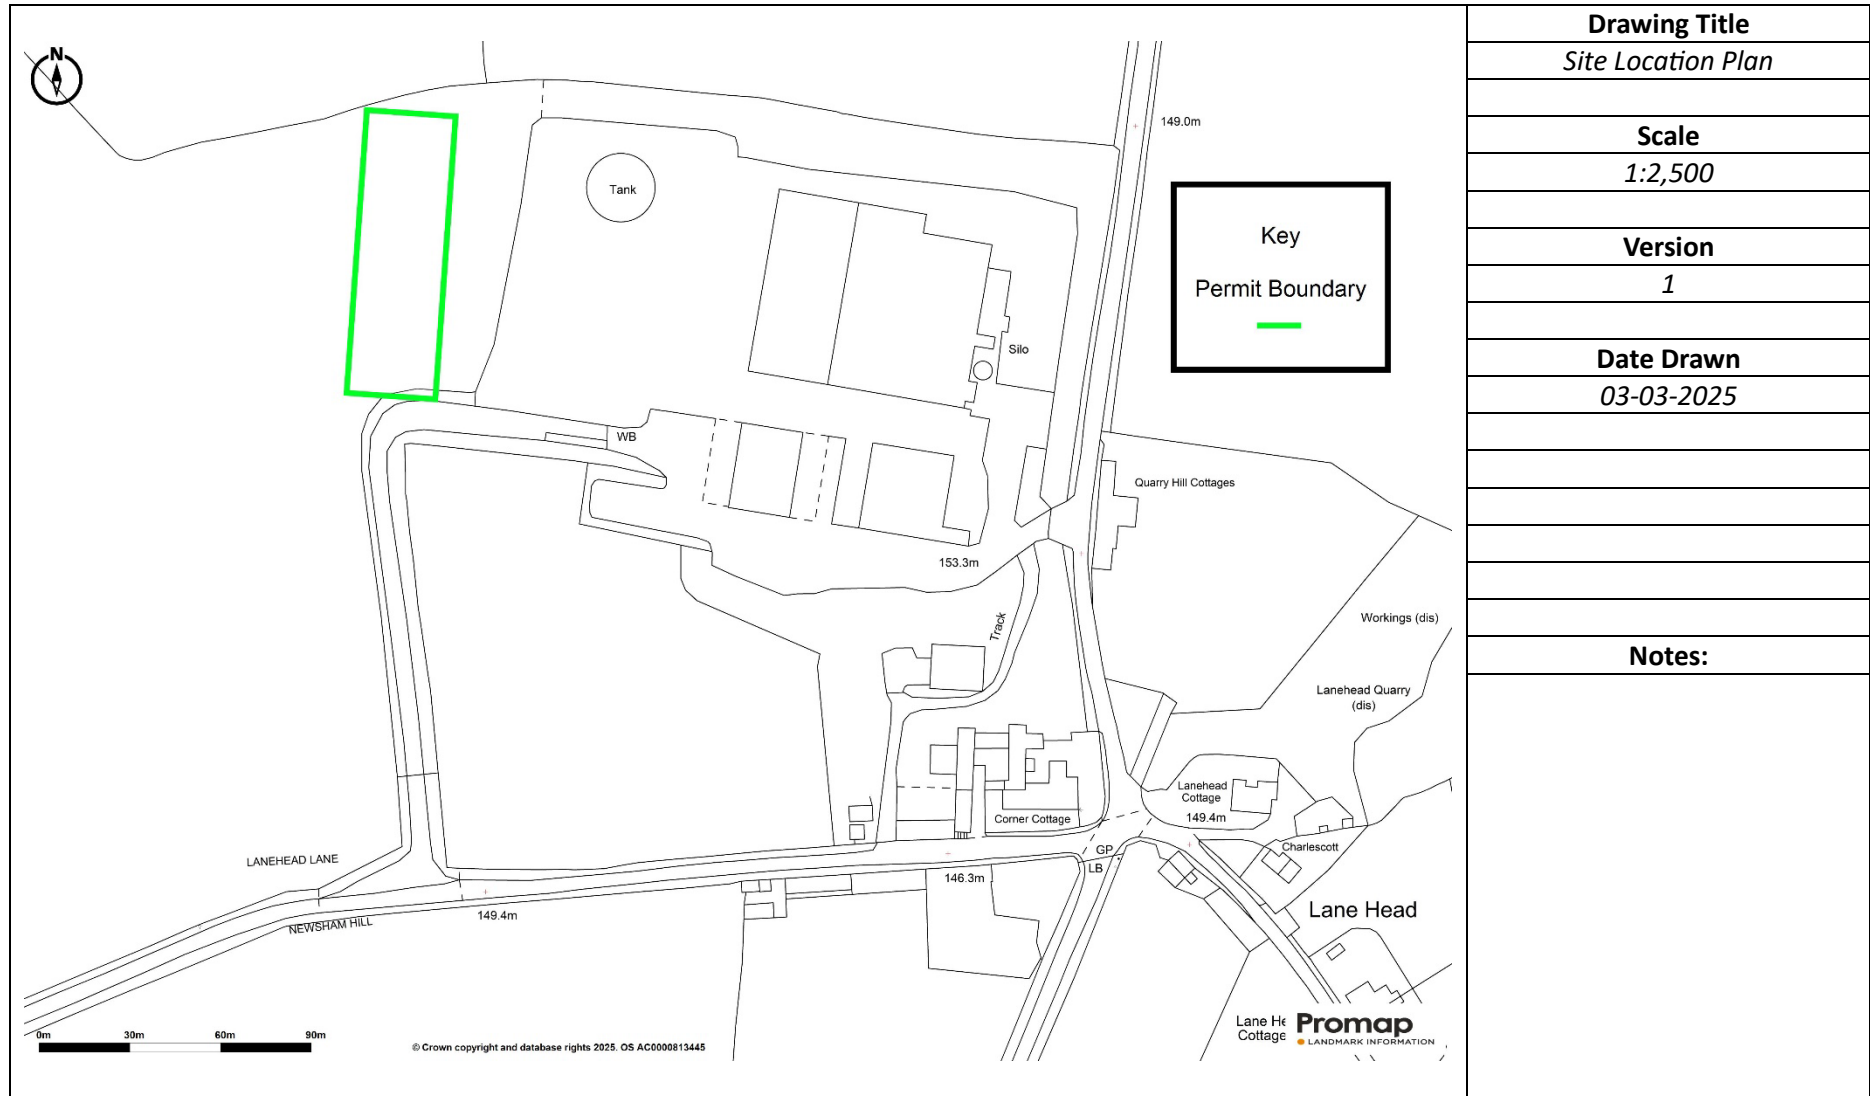 N
Tank
149.0m
Key
Permit Boundary
Silo
WB
Quarry Hill Cottages
153.3m
Track
Workings (dis)
Lanehead Quarry
(dis)
Lanehead
Cottage
149.4m
Corner Cottage
Charlescott
GP
LB
LANEHEAD LANE
146.3m
149.4m
NEWSHAM HILL
Lane Head
Lane He
Cottage
Promap
LANDMARK INFORMATION
0m 30m 60m 90m
© Crown copyright and database rights 2025. OS AC0000813445
Drawing Title
Site Location Plan
Scale
1:2,500
Version
1
Date Drawn
03-03-2025
Notes: